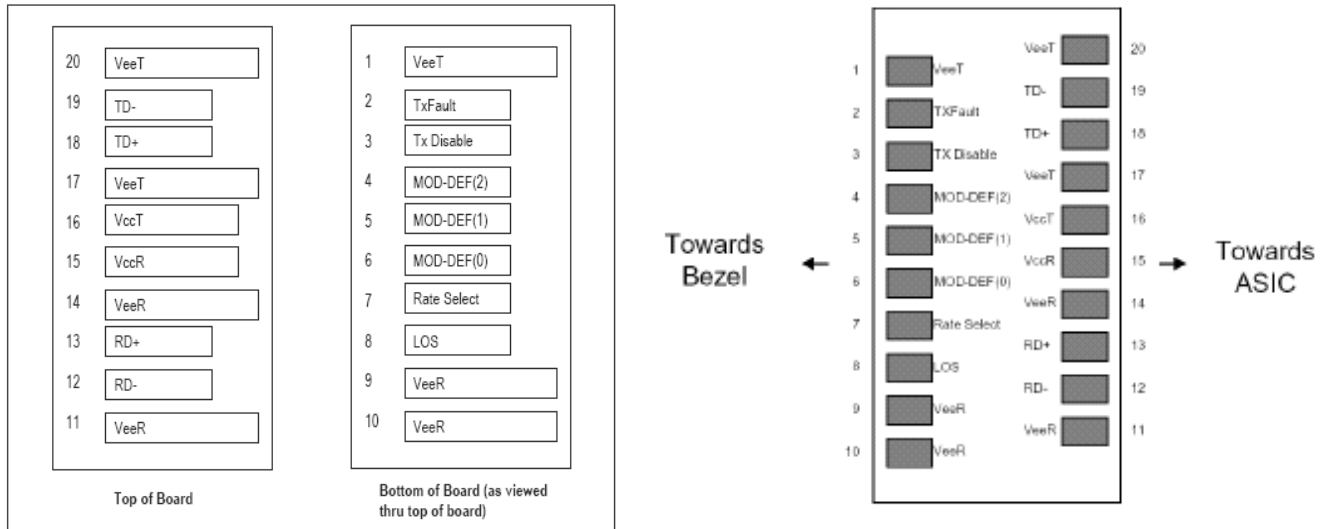 20 VeeT
19 TD-
18 TD+
17 VeeT
16 VccT
15 VccR
14 VeeR
13 RD+
12 RD-
11 VeeR
Top of Board
1 VeeT
2 TxFault
3 Tx Disable
4 MOD-DEF(2)
5 MOD-DEF(1)
6 MOD-DEF(0)
7 Rate Select
8 LOS
9 VeeR
10 VeeR
Bottom of Board (as viewed
thru top of board)
Towards
Bezel
1 VeeT
2 TXFault
3 TX Disable
4 MOD-DEF(2)
5 MOD-DEF(1)
6 MOD-DEF(0)
7 Rate Select
8 LOS
9 VeeR
10 VeeR
VeeT 20
TD- 19
TD+ 18
VeeT 17
VccT 16
VccR 15
VeeR 14
RD+ 13
RD- 12
VeeR 11
Towards
ASIC